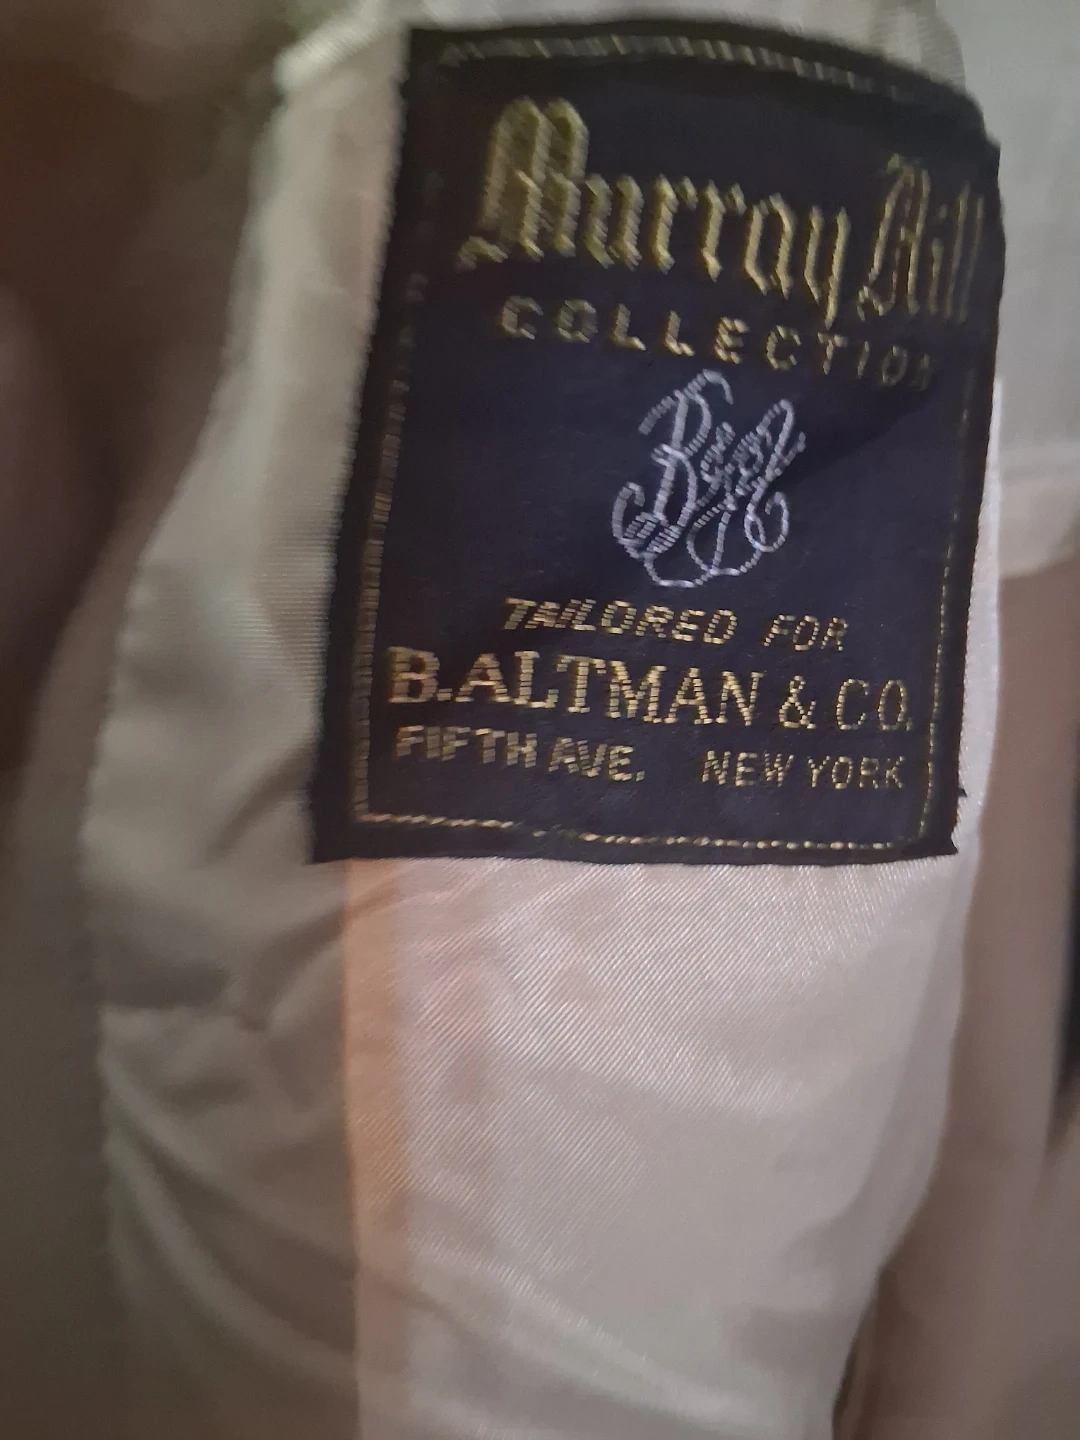 Murray Hill
COLLECTION
TAILORED FOR
B. ALTMAN & CO.
FIFTH AVE. NEW YORK